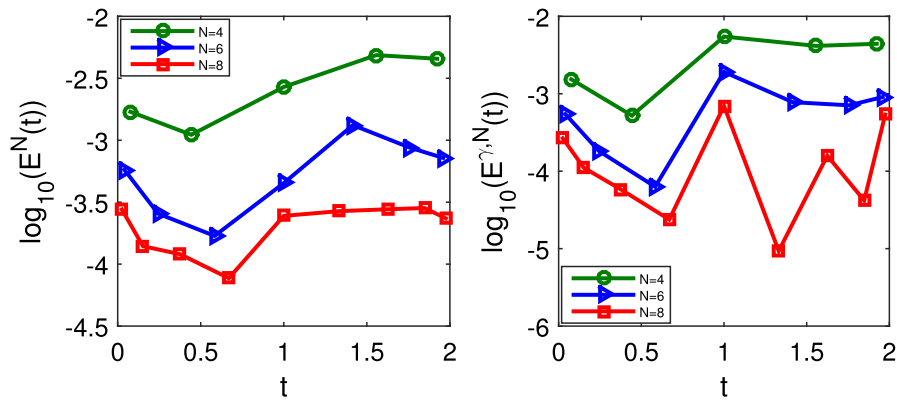 -2
-2.5
-3
-3.5
-4
-4.5
log10(E^N(t))
N=4
N=6
N=8
0 0.5 1 1.5 2
t
-2
-3
-4
-5
-6
log10(E^γ,N(t))
N=4
N=6
N=8
0 0.5 1 1.5 2
t